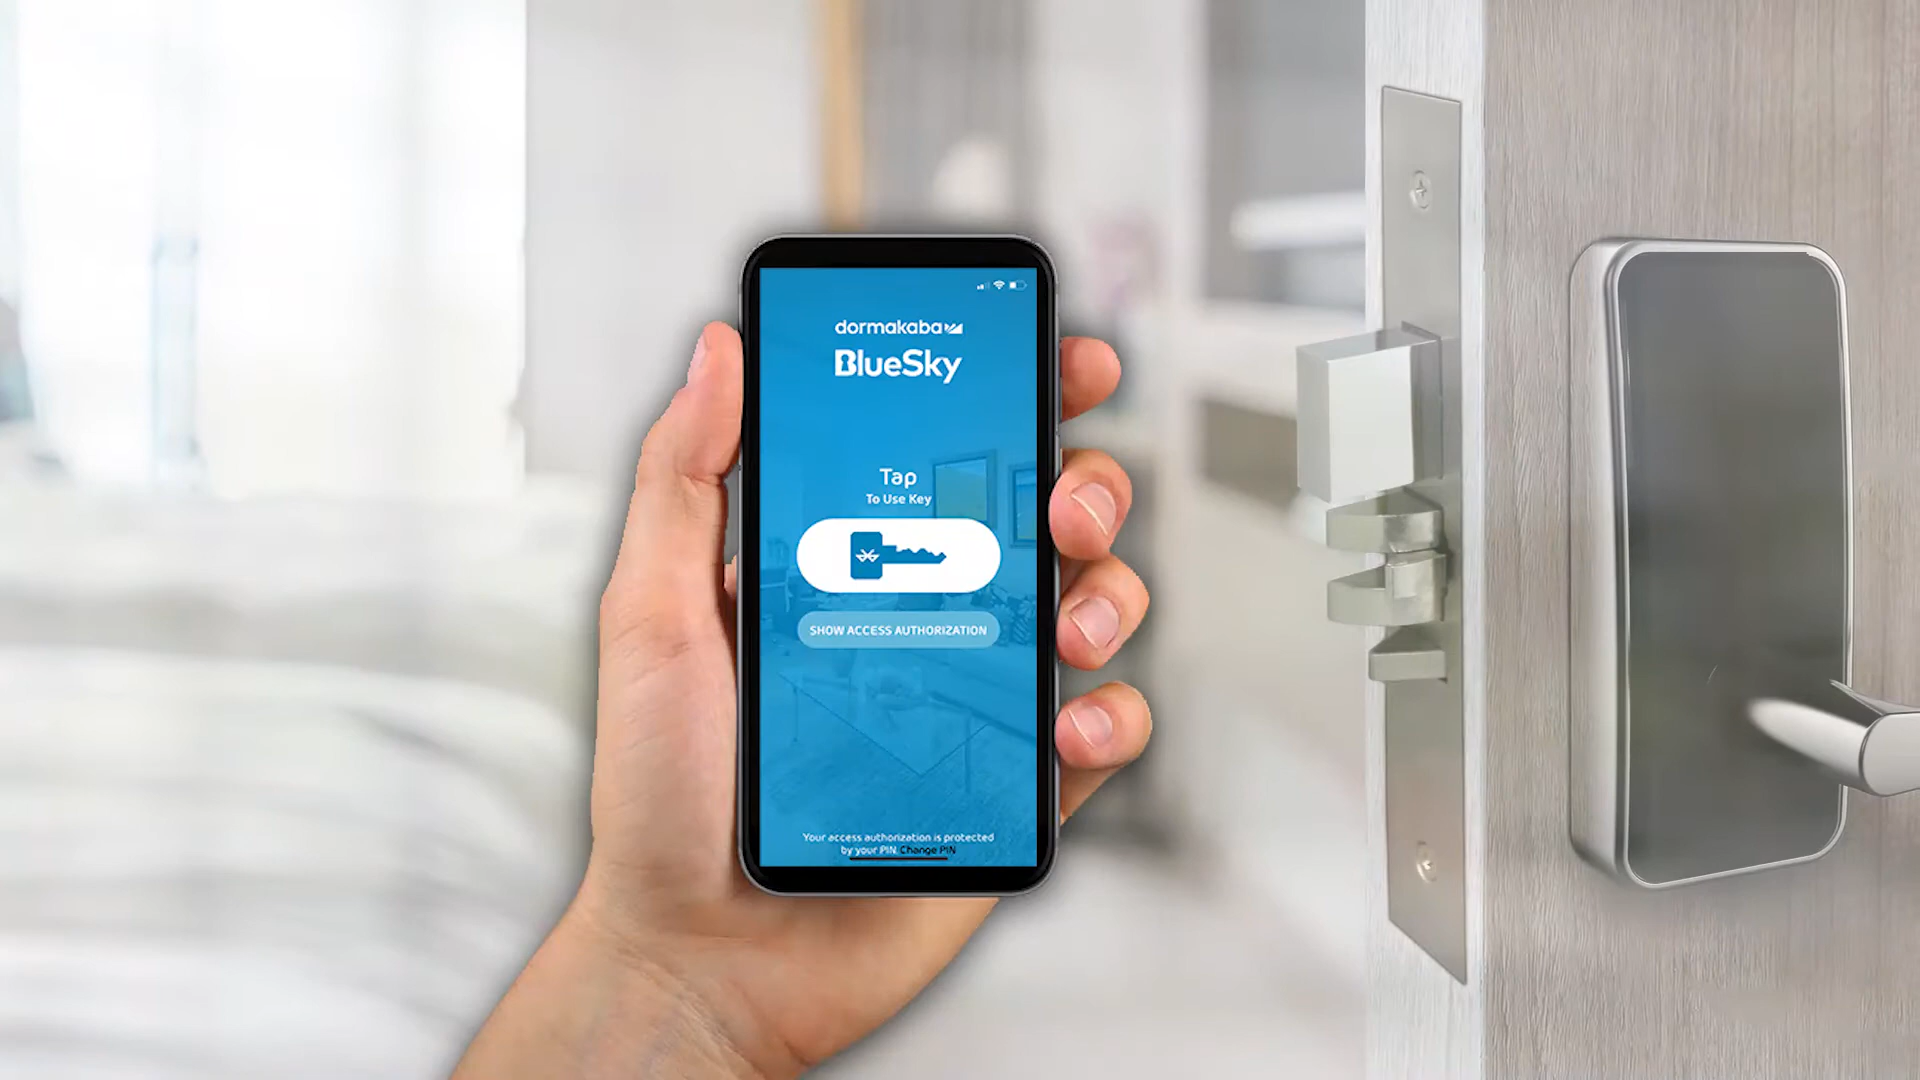 dormakaba
BlueSky
Tap
To Use Key
SHOW ACCESS AUTHORIZATION
Your access authorization is protected
by your PIN Change PIN